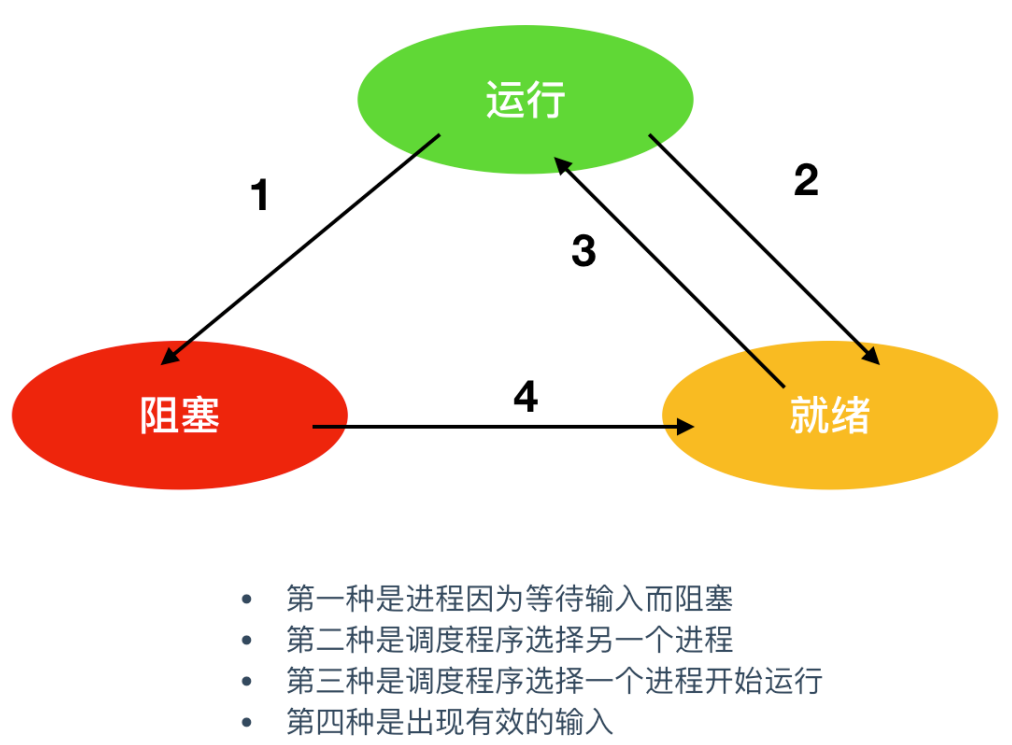 运行
1
2
3
阻塞
4
就绪
• 第一种是进程因为等待输入而阻塞
• 第二种是调度程序选择另一个进程
• 第三种是调度程序选择一个进程开始运行
• 第四种是出现有效的输入